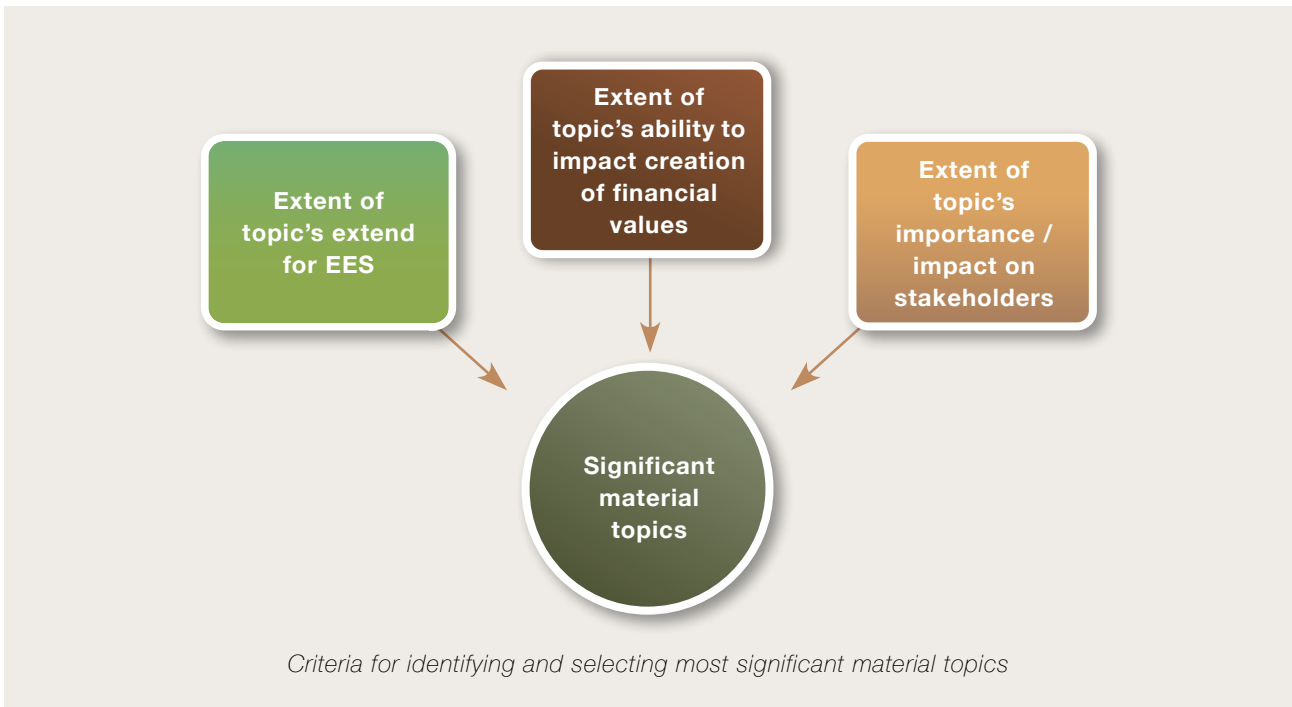 Extent of
topic's extend
for EES
Extent of
topic’s ability to
impact creation
of financial
values
Extent of
topic’s
importance /
impact on
stakeholders
Significant
material
topics
Criteria for identifying and selecting most significant material topics